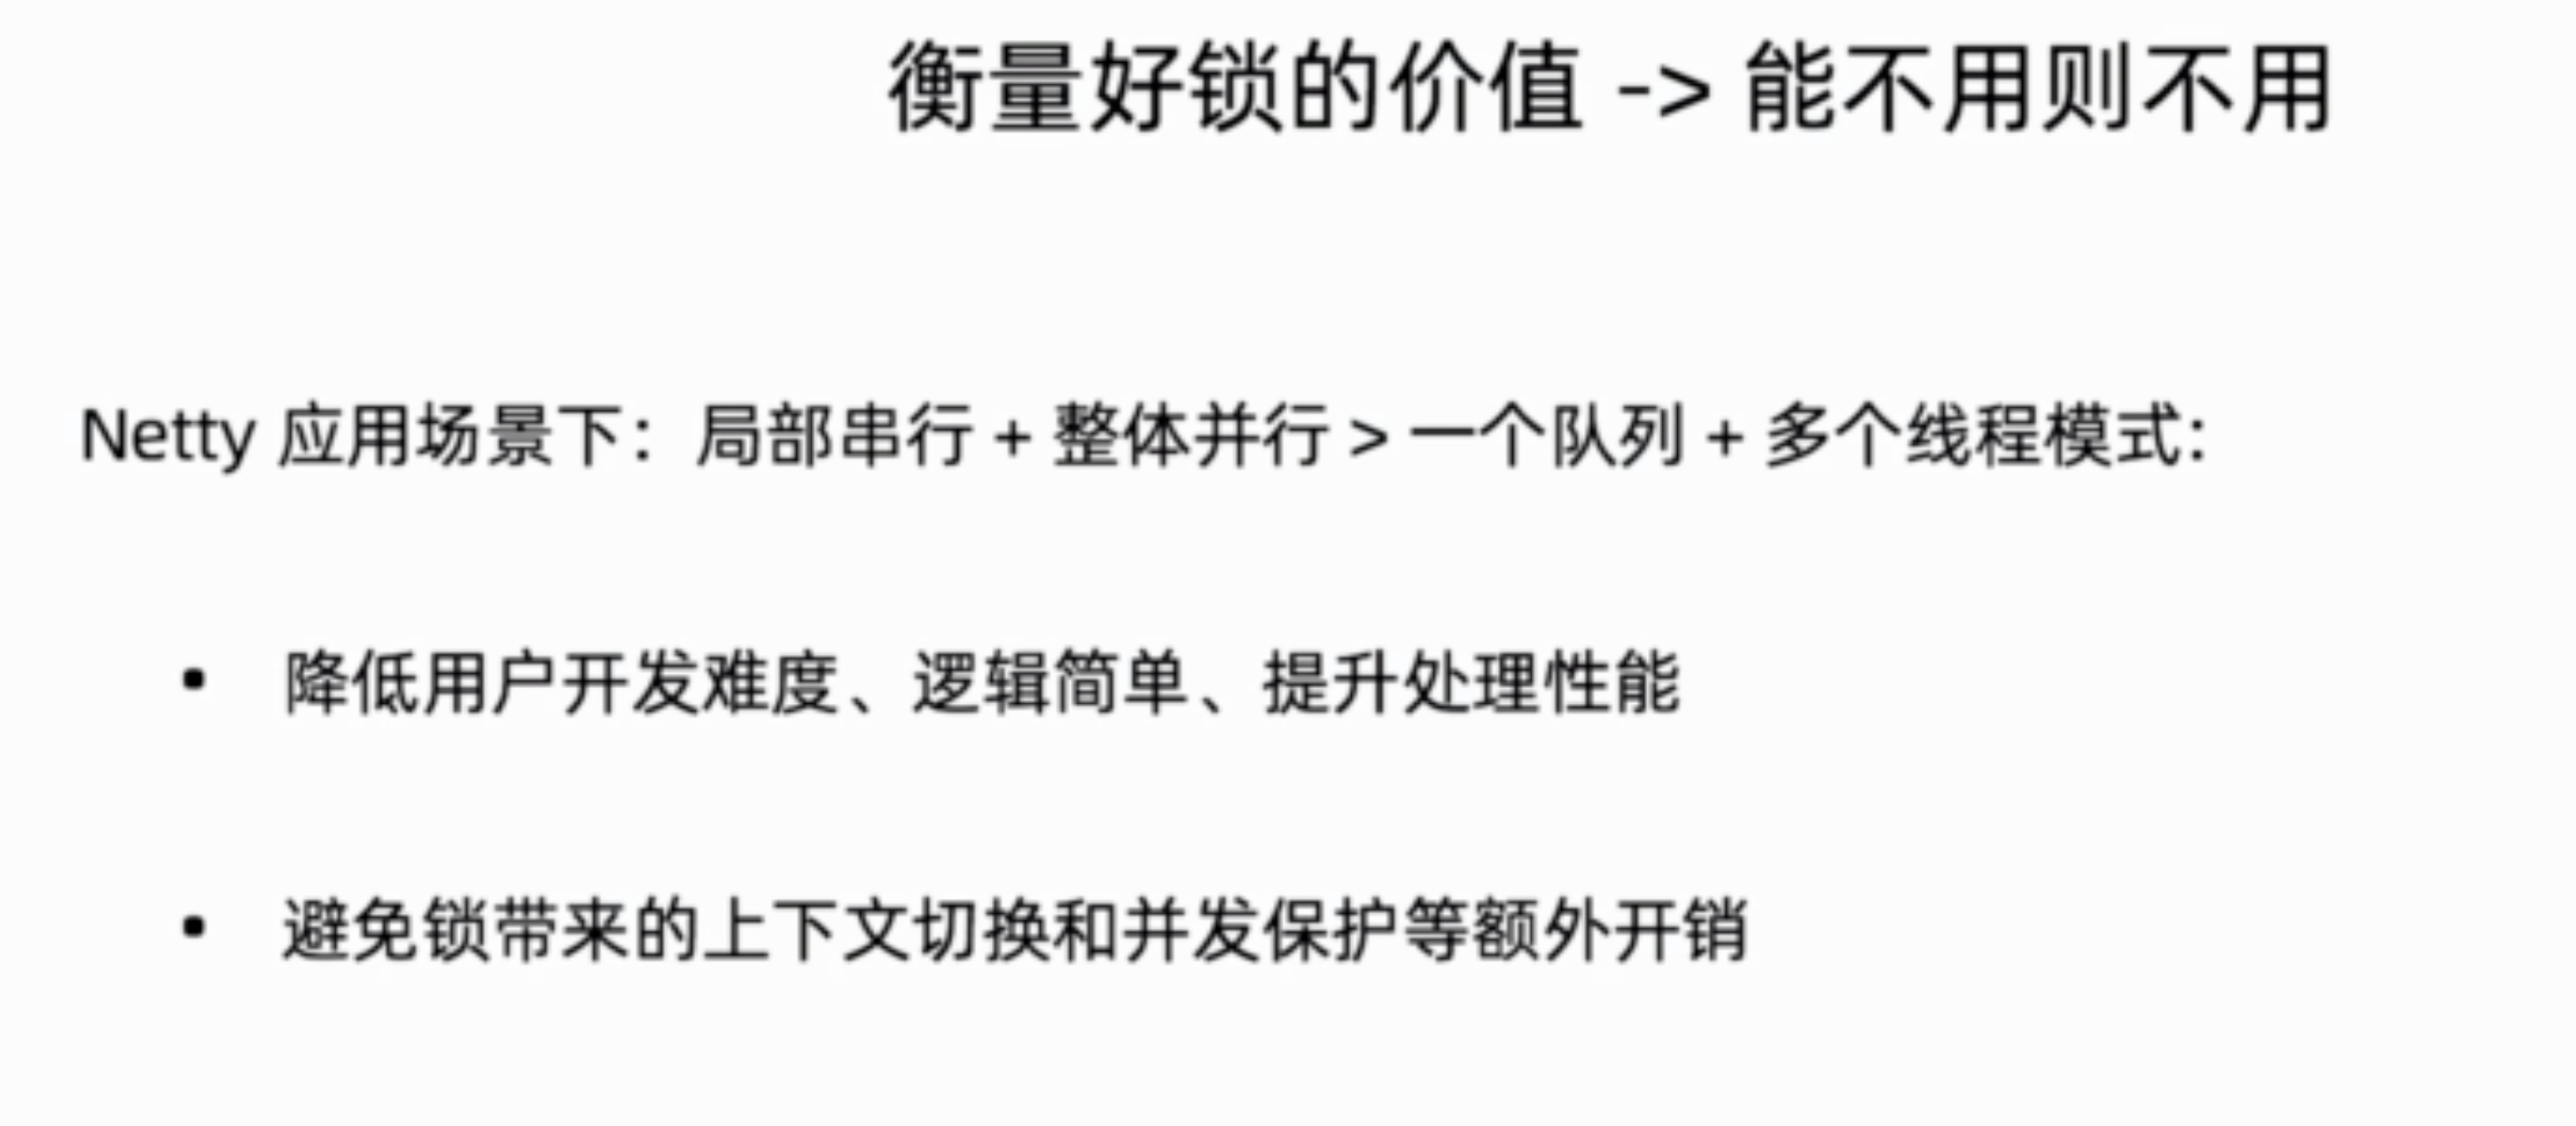 衡量好锁的价值 -> 能不用则不用
Netty 应用场景下：局部串行 + 整体并行 > 一个队列 + 多个线程模式：
• 降低用户开发难度、逻辑简单、提升处理性能
• 避免锁带来的上下文切换和并发保护等额外开销